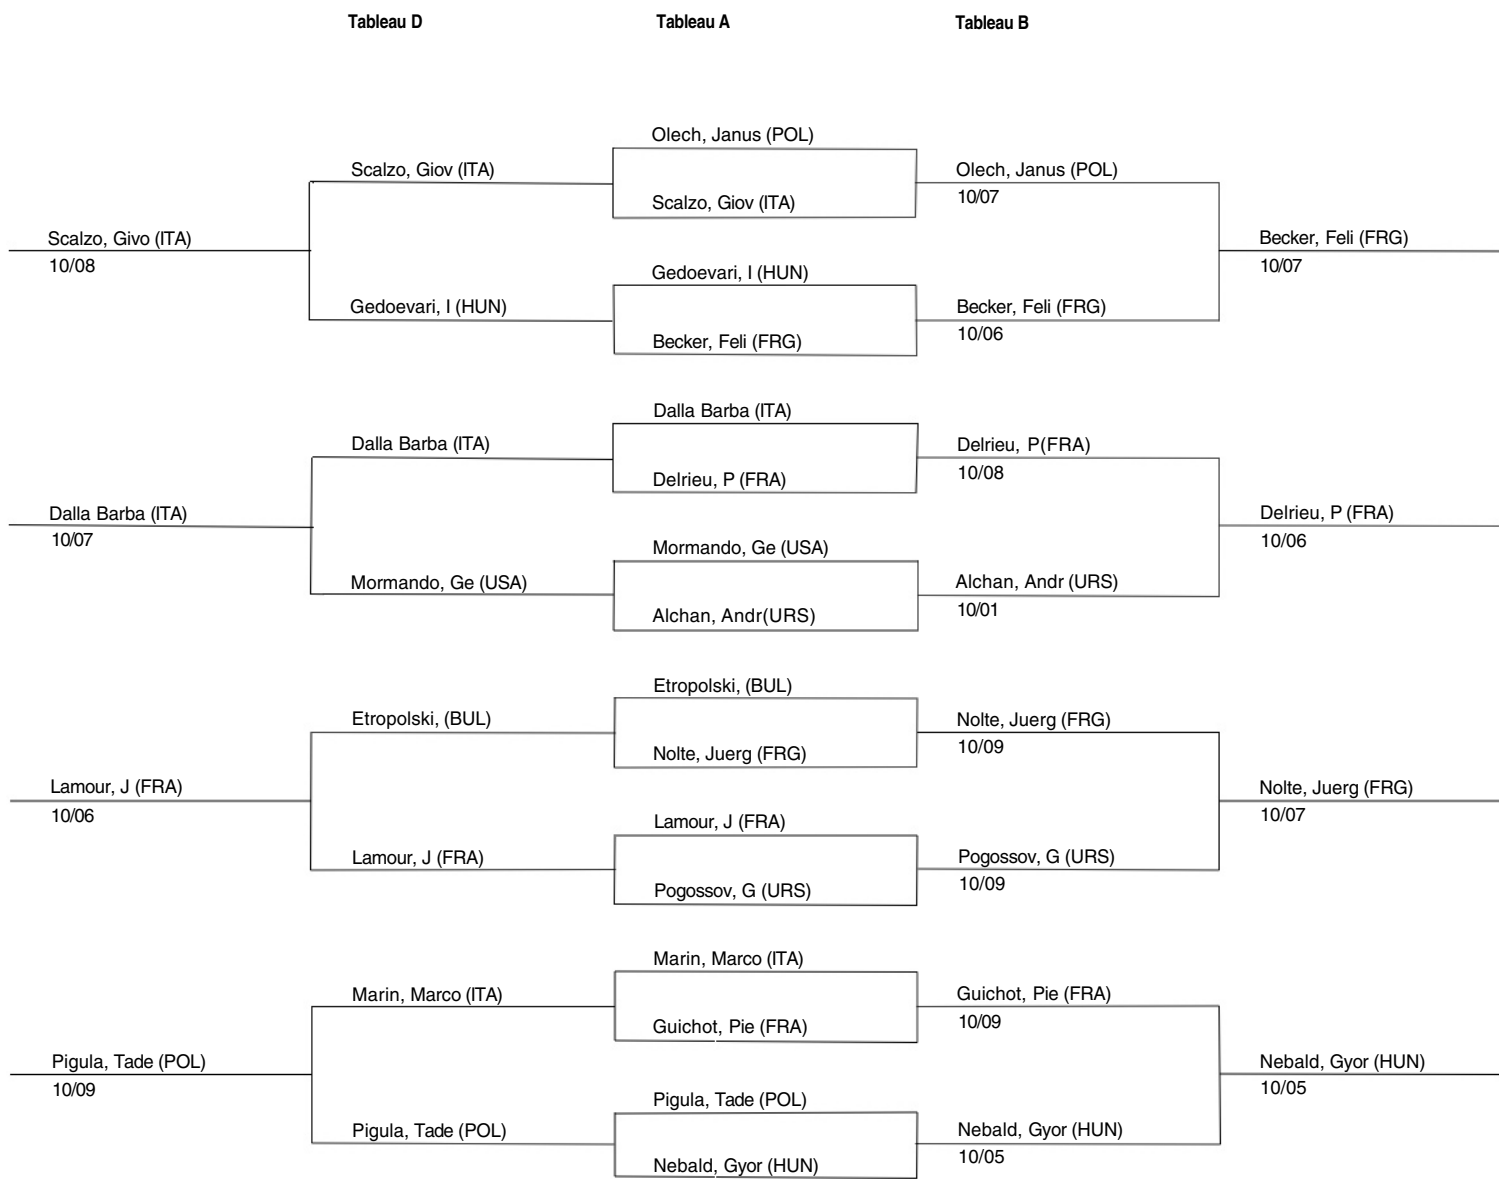 Tableau D Tableau A Tableau B
Olech, Janus (POL)
Scalzo, Giov (ITA) Olech, Janus (POL)
10/07
Scalzo, Giov (ITA)
Scalzo, Givo (ITA) Becker, Feli (FRG)
10/08 10/07
Gedoevari, I (HUN)
Gedoevari, I (HUN) Becker, Feli (FRG)
10/06
Becker, Feli (FRG)
Dalla Barba (ITA)
Dalla Barba (ITA) Delrieu, P(FRA)
10/08
Delrieu, P (FRA)
Dalla Barba (ITA) Delrieu, P (FRA)
10/07 10/06
Mormando, Ge (USA)
Mormando, Ge (USA) Alchan, Andr (URS)
10/01
Alchan, Andr(URS)
Etropolski, (BUL)
Etropolski, (BUL) Nolte, Juerg (FRG)
10/09
Nolte, Juerg (FRG)
Lamour, J (FRA) Nolte, Juerg (FRG)
10/06 10/07
Lamour, J (FRA)
Lamour, J (FRA) Pogossov, G (URS)
10/09
Pogossov, G (URS)
Marin, Marco (ITA)
Marin, Marco (ITA) Guichot, Pie (FRA)
10/09
Guichot, Pie (FRA)
Pigula, Tade (POL) Nebald, Gyor (HUN)
10/09 10/05
Pigula, Tade (POL)
Pigula, Tade (POL) Nebald, Gyor (HUN)
10/05
Nebald, Gyor (HUN)